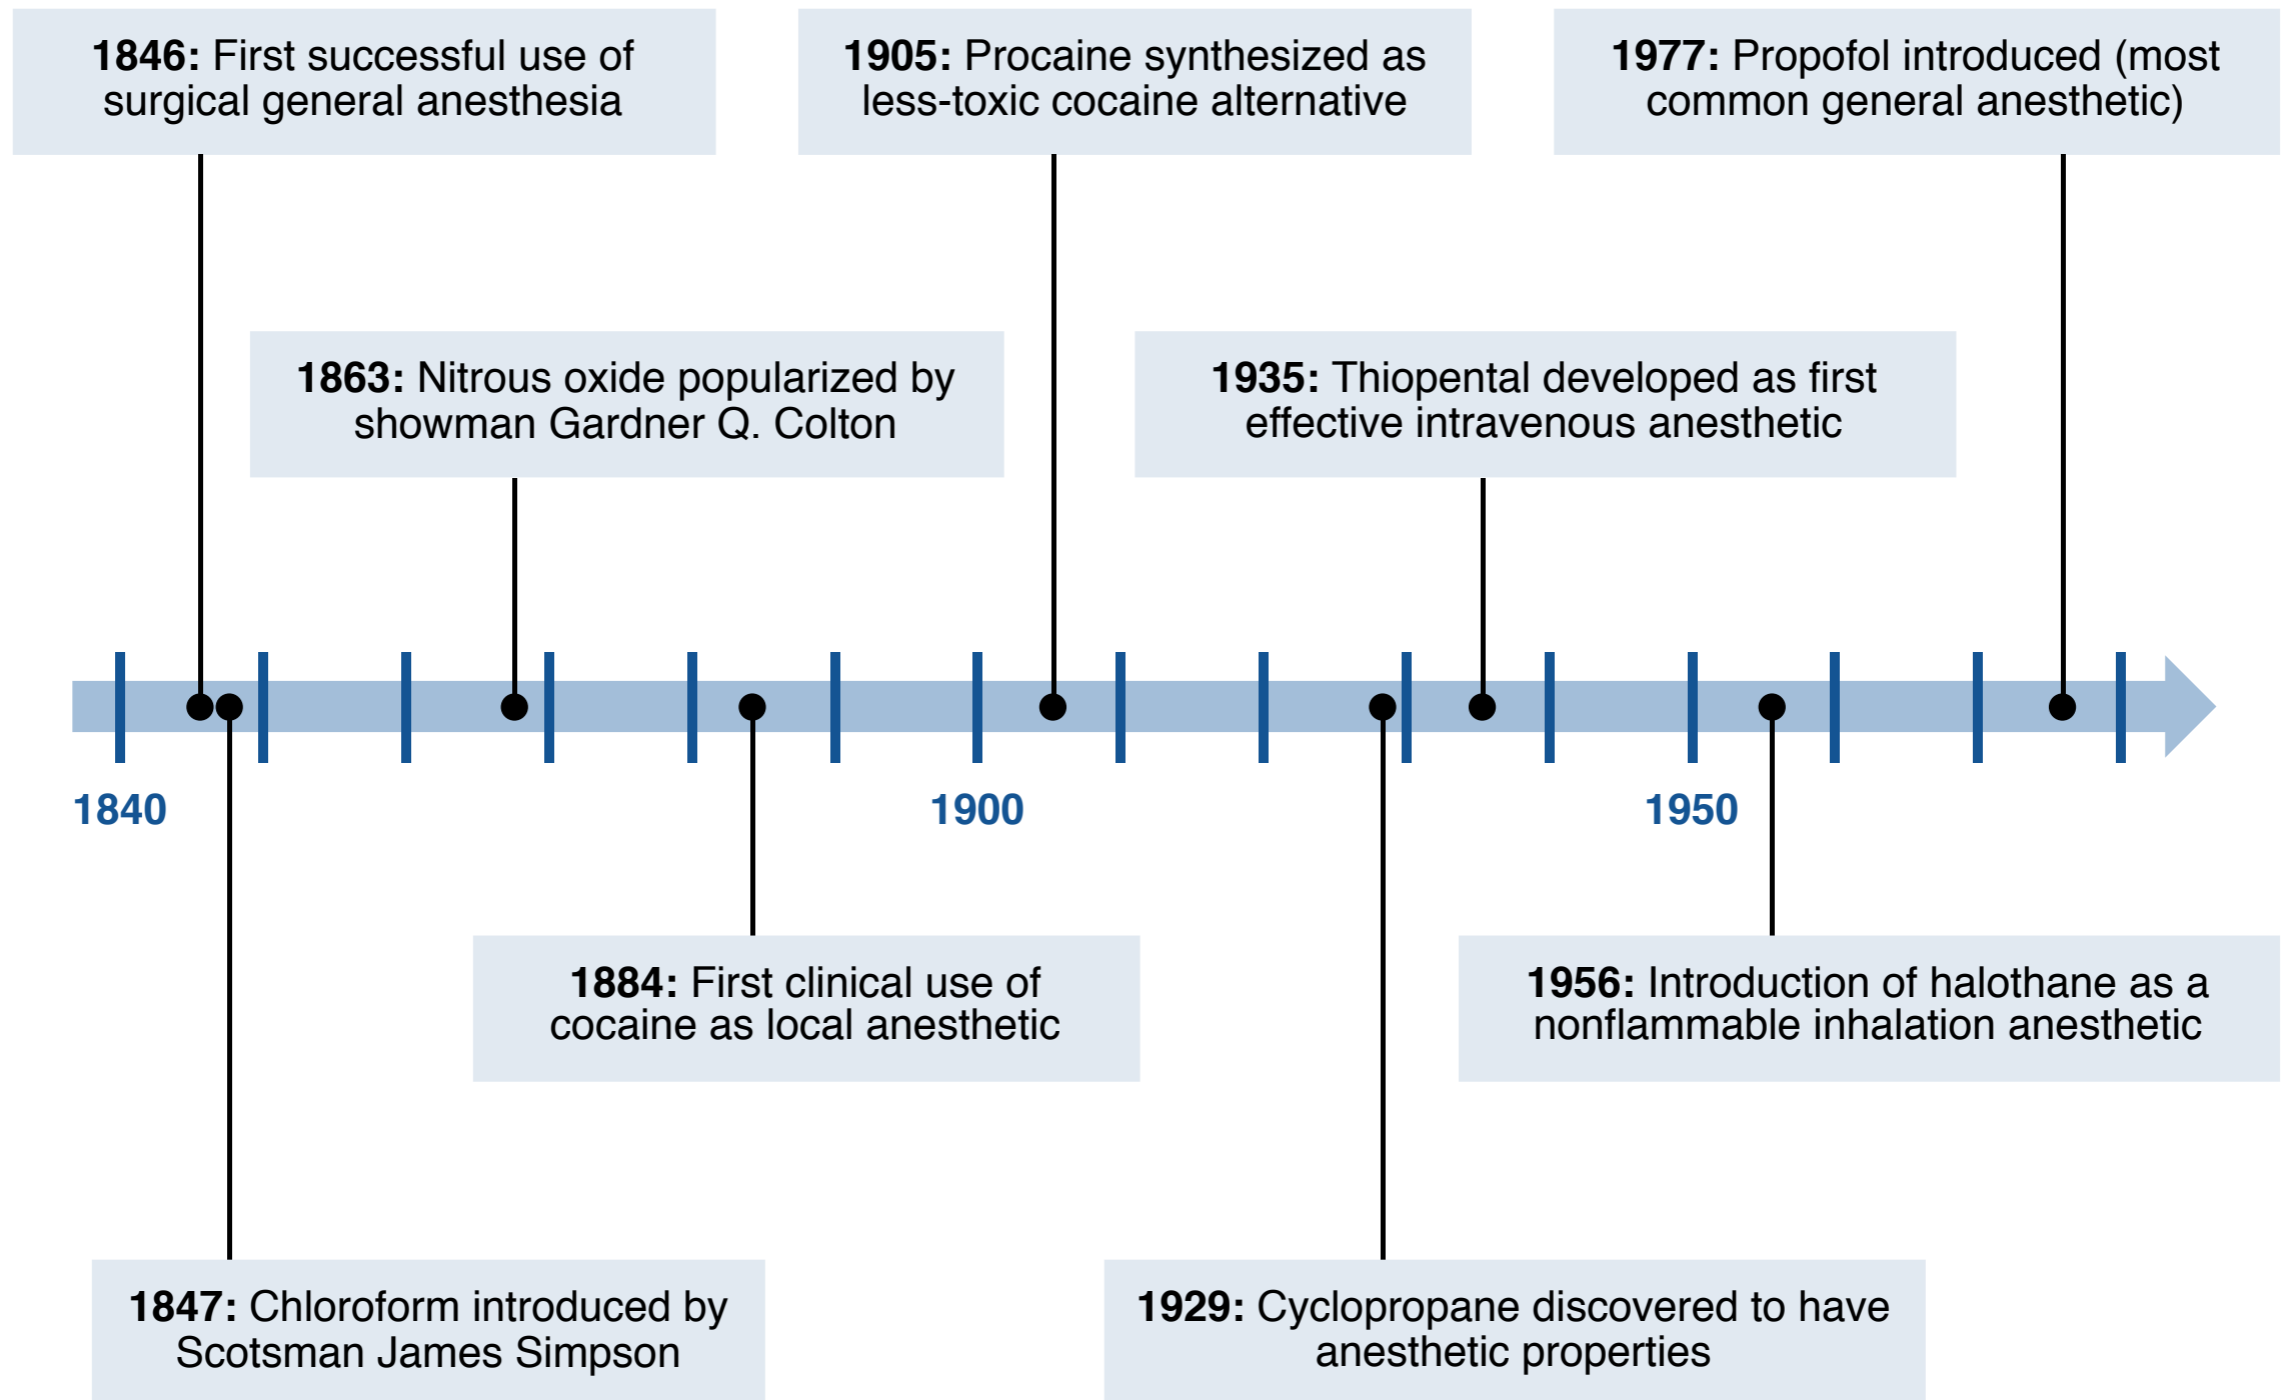 1846: First successful use of
surgical general anesthesia
1905: Procaine synthesized as
less-toxic cocaine alternative
1977: Propofol introduced (most
common general anesthetic)
1863: Nitrous oxide popularized by
showman Gardner Q. Colton
1935: Thiopental developed as first
effective intravenous anesthetic
1840
1900
1950
1884: First clinical use of
cocaine as local anesthetic
1956: Introduction of halothane as a
nonflammable inhalation anesthetic
1847: Chloroform introduced by
Scotsman James Simpson
1929: Cyclopropane discovered to have
anesthetic properties